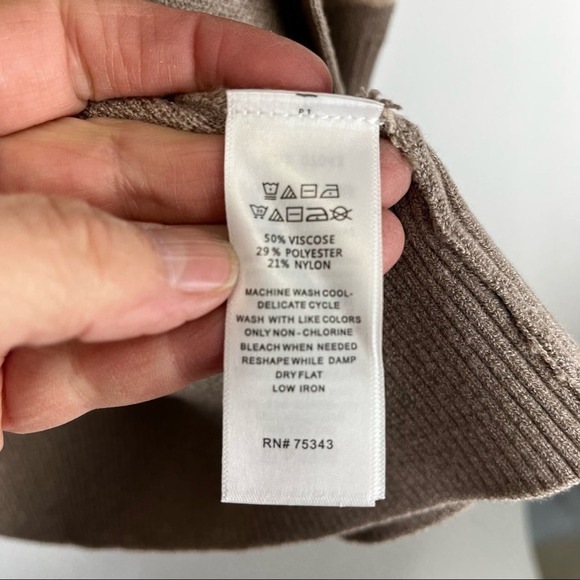 P1
50% VISCOSE
29% POLYESTER
21% NYLON
MACHINE WASH COOL-
DELICATE CYCLE
WASH WITH LIKE COLORS
ONLY NON-CHLORINE
BLEACH WHEN NEEDED
RESHAPE WHILE DAMP
DRY FLAT
LOW IRON
RN# 75343